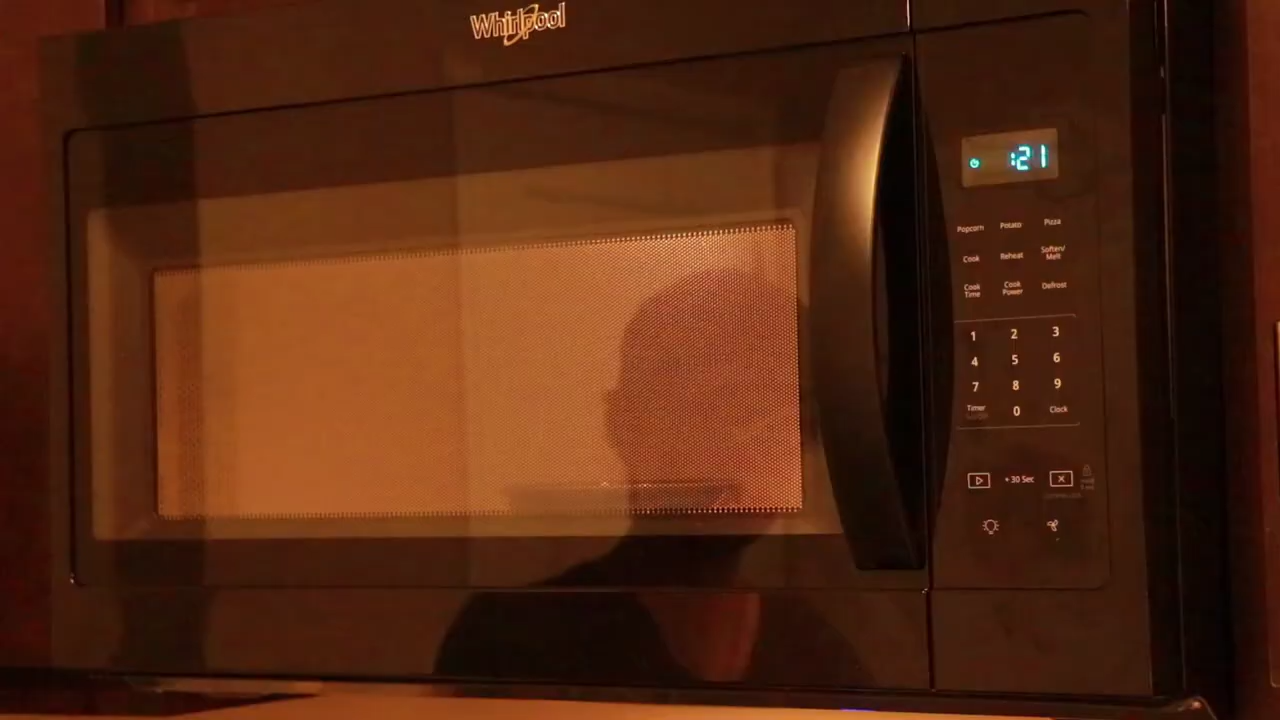 Whirlpool
:21
Popcorn Potato Pizza
Cook Reheat Soften/
Melt
Cook
Time Cook
Power Defrost
1 2 3
4 5 6
7 8 9
Timer 0 Clock
+ 30 Sec